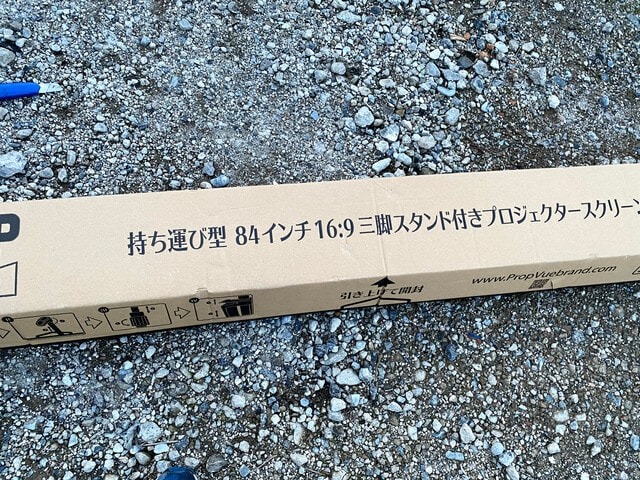 持ち運び型 84インチ 16:9 三脚スタンド付きプロジェクタースクリーン
引き上げて開封
www.PropVuebrand.com